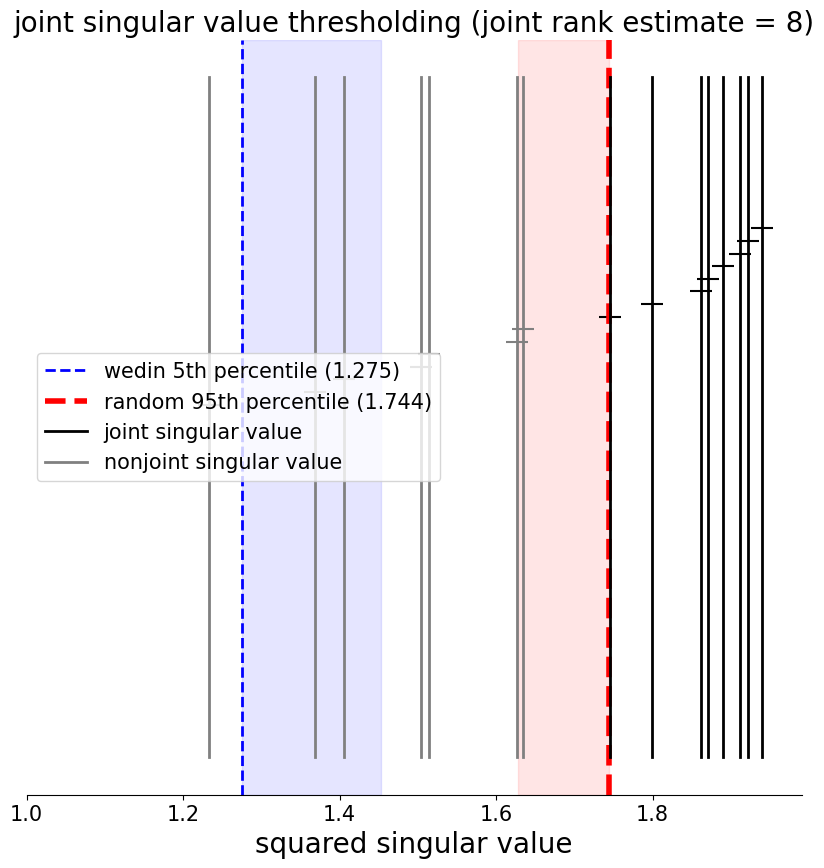 joint singular value thresholding (joint rank estimate = 8)
wedin 5th percentile (1.275)
random 95th percentile (1.744)
joint singular value
nonjoint singular value
1.0 1.2 1.4 1.6 1.8
squared singular value